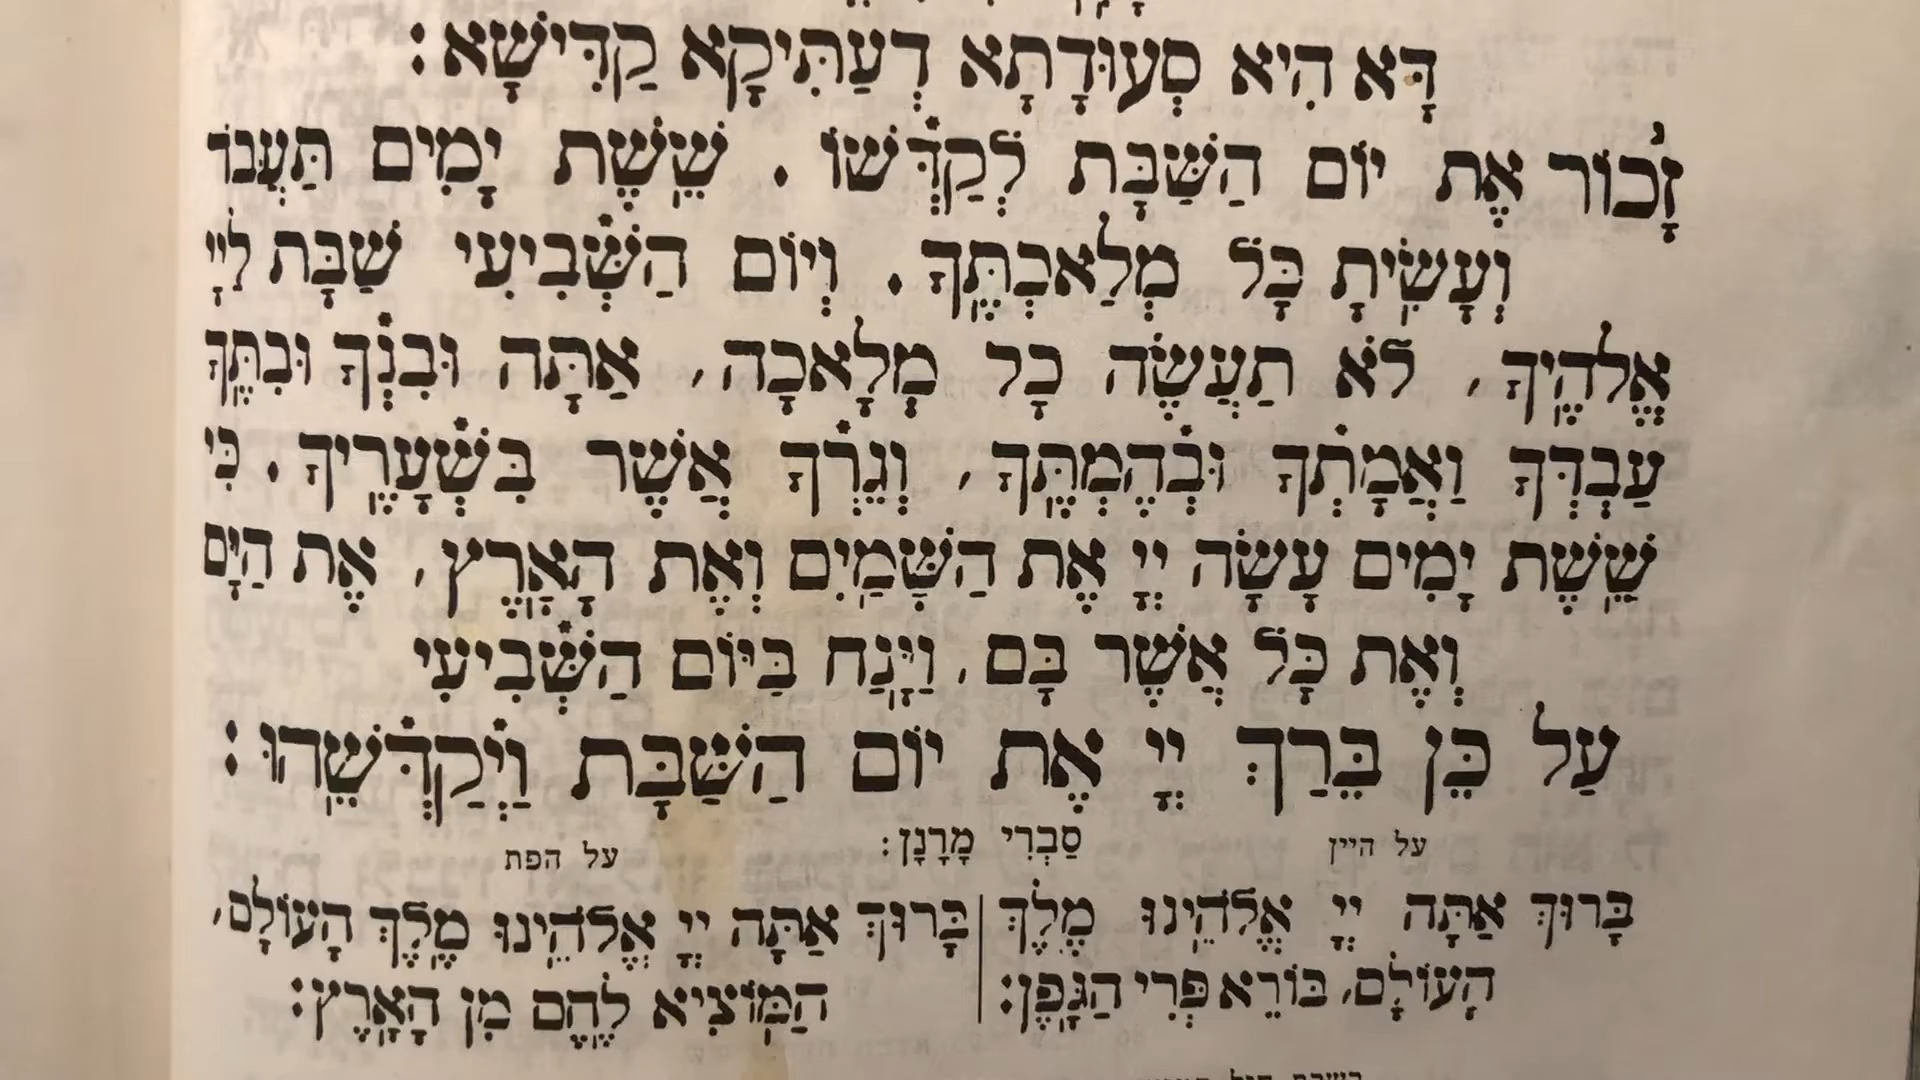 דָּא הִיא סְעוּדָתָא דְעַתִּיקָא קַדִּישָׁא:
זָכוֹר אֶת יוֹם הַשַּׁבָּת לְקַדְּשׁוֹ. שֵׁשֶׁת יָמִים תַּעֲבֹד
וְעָשִׂיתָ כָּל מְלַאכְתֶּךָ. וְיוֹם הַשְּׁבִיעִי שַׁבָּת לַיְיָ
אֱלֹהֶיךָ, לֹא תַעֲשֶׂה כָל מְלָאכָה, אַתָּה וּבִנְךָ וּבִתֶּךָ
עַבְדְּךָ וַאֲמָתְךָ וּבְהֶמְתֶּךָ, וְגֵרְךָ אֲשֶׁר בִּשְׁעָרֶיךָ. כִּי
שֵׁשֶׁת יָמִים עָשָׂה יְיָ אֶת הַשָּׁמַיִם וְאֶת הָאָרֶץ, אֶת הַיָּם
וְאֶת כָּל אֲשֶׁר בָּם, וַיָּנַח בַּיּוֹם הַשְּׁבִיעִי
עַל כֵּן בֵּרַךְ יְיָ אֶת יוֹם הַשַּׁבָּת וַיְקַדְּשֵׁהוּ:
על היין סַבְרִי מָרָנָן: על הפת
בָּרוּךְ אַתָּה יְיָ אֱלֹהֵינוּ מֶלֶךְ
הָעוֹלָם, בּוֹרֵא פְּרִי הַגָּפֶן:
בָּרוּךְ אַתָּה יְיָ אֱלֹהֵינוּ מֶלֶךְ הָעוֹלָם,
הַמּוֹצִיא לֶחֶם מִן הָאָרֶץ: